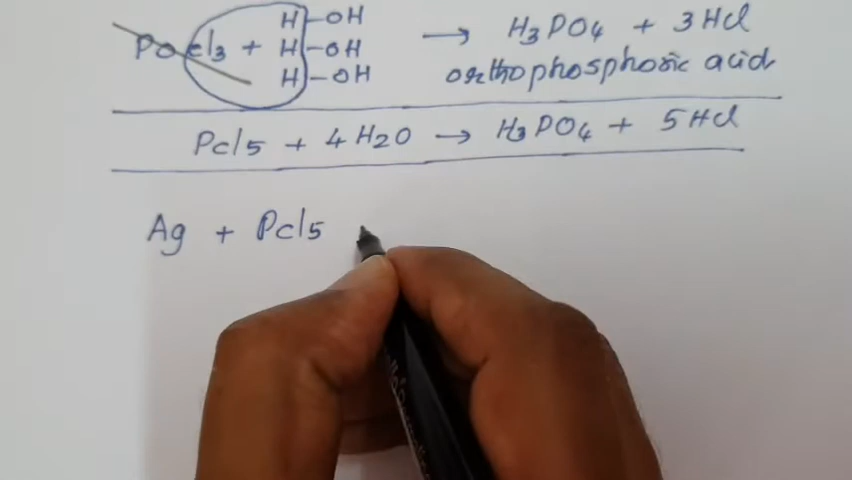 POCl3 + H-OH → H3PO4 + 3HCl
H-OH
H-OH orthophosphoric acid
PCl5 + 4H2O → H3PO4 + 5HCl
Ag + PCl5